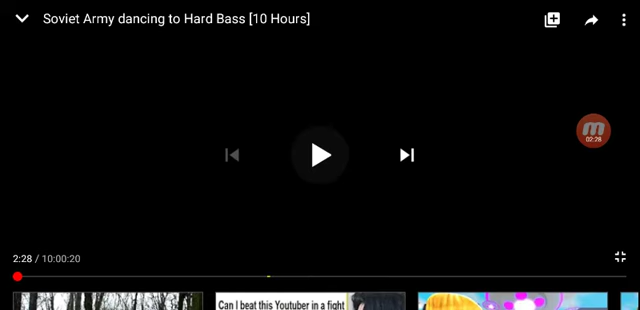 Soviet Army dancing to Hard Bass [10 Hours]
02:28
2:28 / 10:00:20
Can I beat this Youtuber in a fight